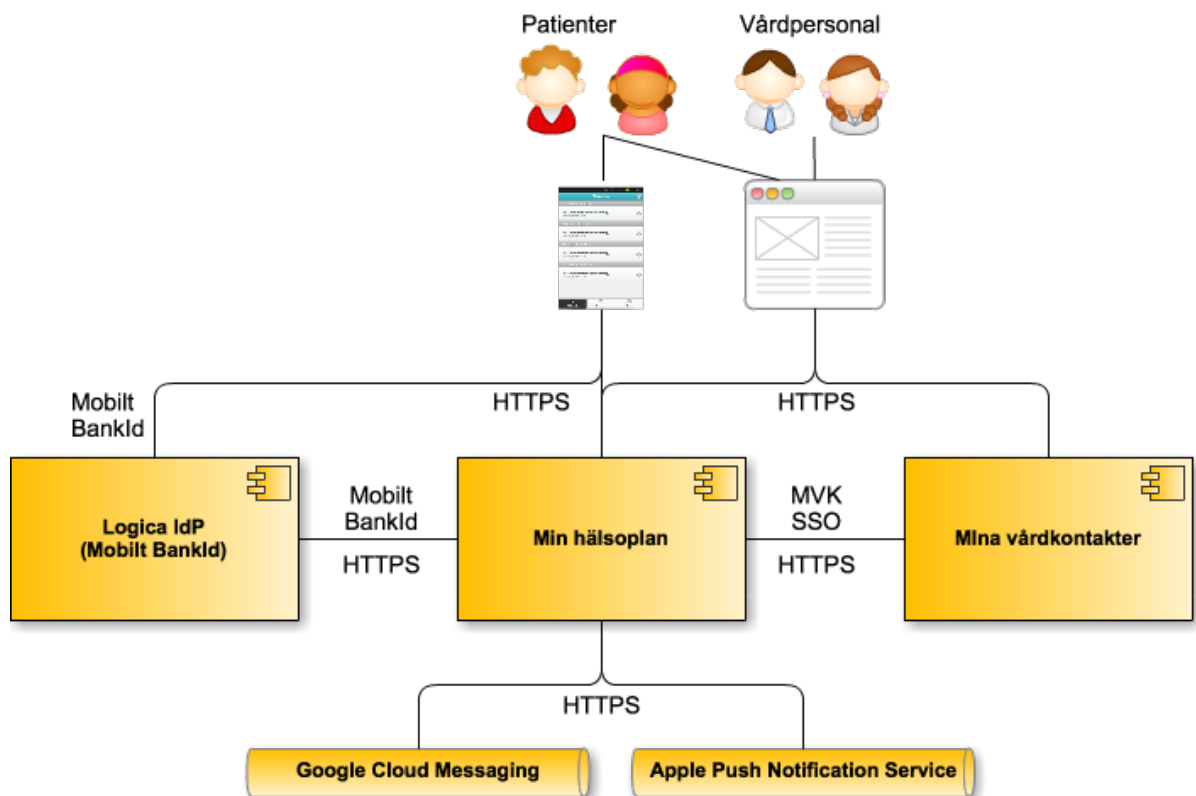 Patienter
Vårdpersonal
Mobilt
BankId
HTTPS
HTTPS
Logica IdP
(Mobilt BankId)
Mobilt
BankId
HTTPS
Min hälsoplan
MVK
SSO
HTTPS
MIna vårdkontakter
HTTPS
Google Cloud Messaging
Apple Push Notification Service